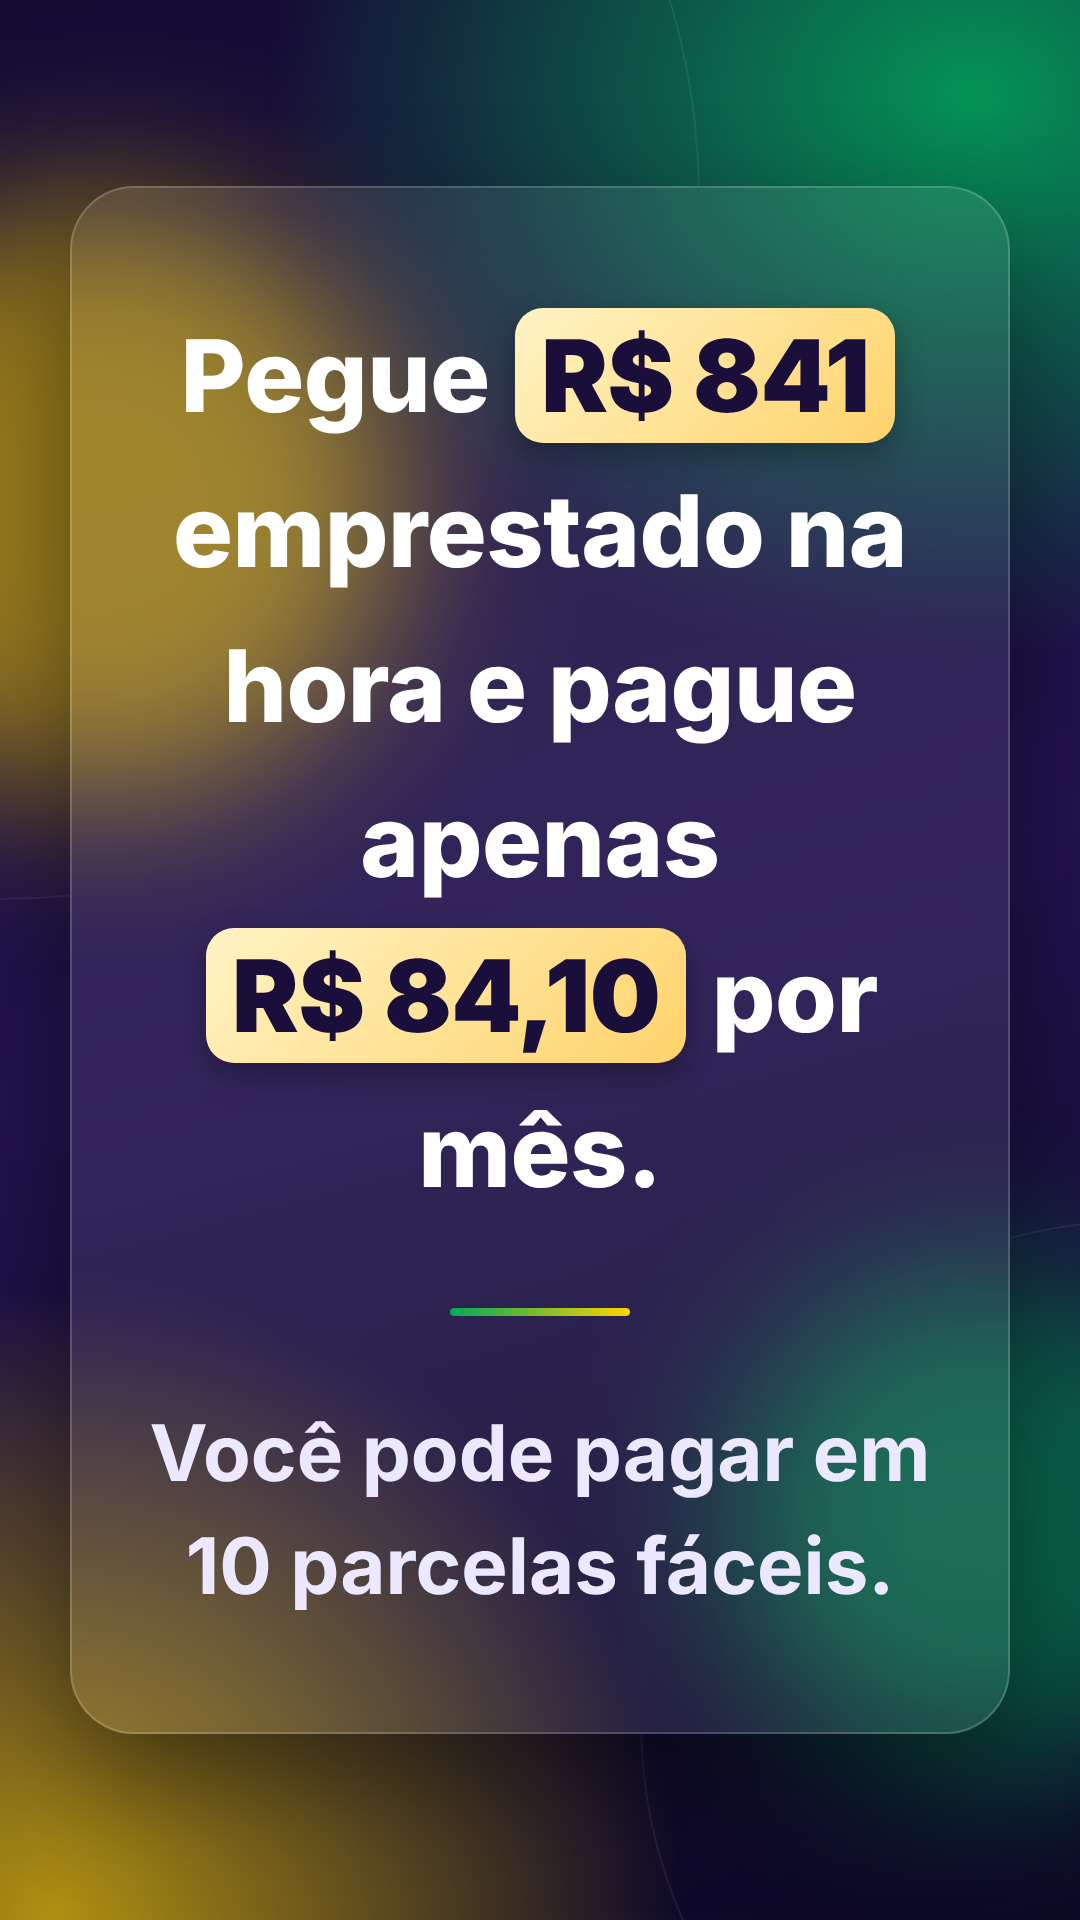 Pegue R$ 841
emprestado na
hora e pague
apenas
R$ 84,10 por
mês.
Você pode pagar em
10 parcelas fáceis.